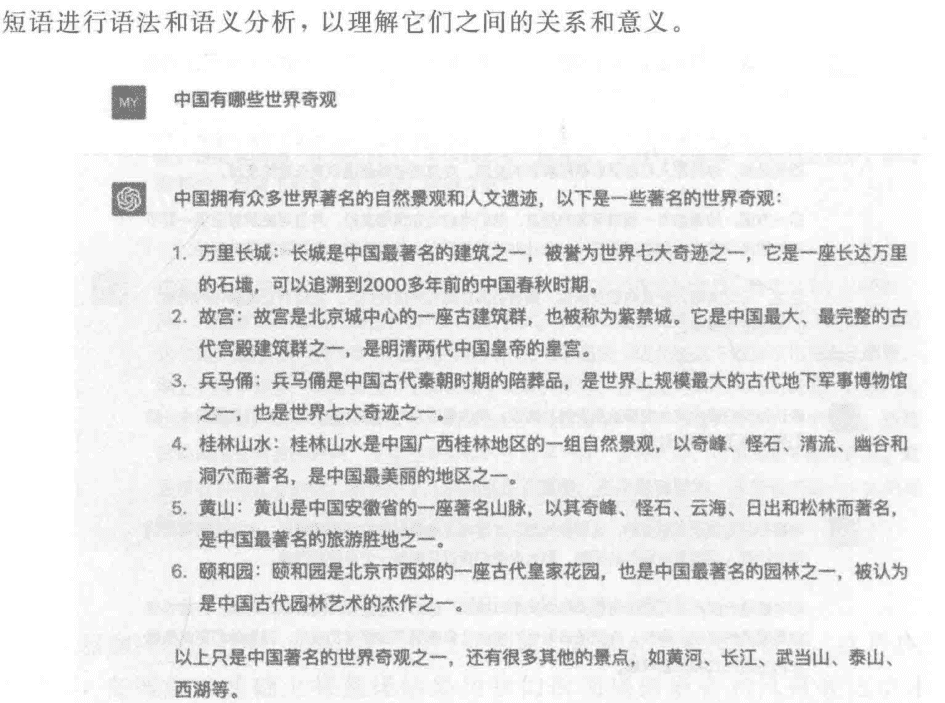 短语进行语法和语义分析，以理解它们之间的关系和意义。
MY
中国有哪些世界奇观
中国拥有众多世界著名的自然景观和人文遗迹，以下是一些著名的世界奇观：
1. 万里长城：长城是中国最著名的建筑之一，被誉为世界七大奇迹之一，它是一座长达万里
的石墙，可以追溯到2000多年前的中国春秋时期。
2. 故宫：故宫是北京城中心的一座古建筑群，也被称为紫禁城。它是中国最大、最完整的古
代宫殿建筑群之一，是明清两代中国皇帝的皇宫。
3. 兵马俑：兵马俑是中国古代秦朝时期的陪葬品，是世界上规模最大的古代地下军事博物馆
之一，也是世界七大奇迹之一。
4. 桂林山水：桂林山水是中国广西桂林地区的一组自然景观，以奇峰、怪石、清流、幽谷和
洞穴而著名，是中国最美丽的地区之一。
5. 黄山：黄山是中国安徽省的一座著名山脉，以其奇峰、怪石、云海、日出和松林而著名，
是中国最著名的旅游胜地之一。
6. 颐和园：颐和园是北京市西郊的一座古代皇家花园，也是中国最著名的园林之一，被认为
是中国古代园林艺术的杰作之一。
以上只是中国著名的世界奇观之一，还有很多其他的景点，如黄河、长江、武当山、泰山、
西湖等。